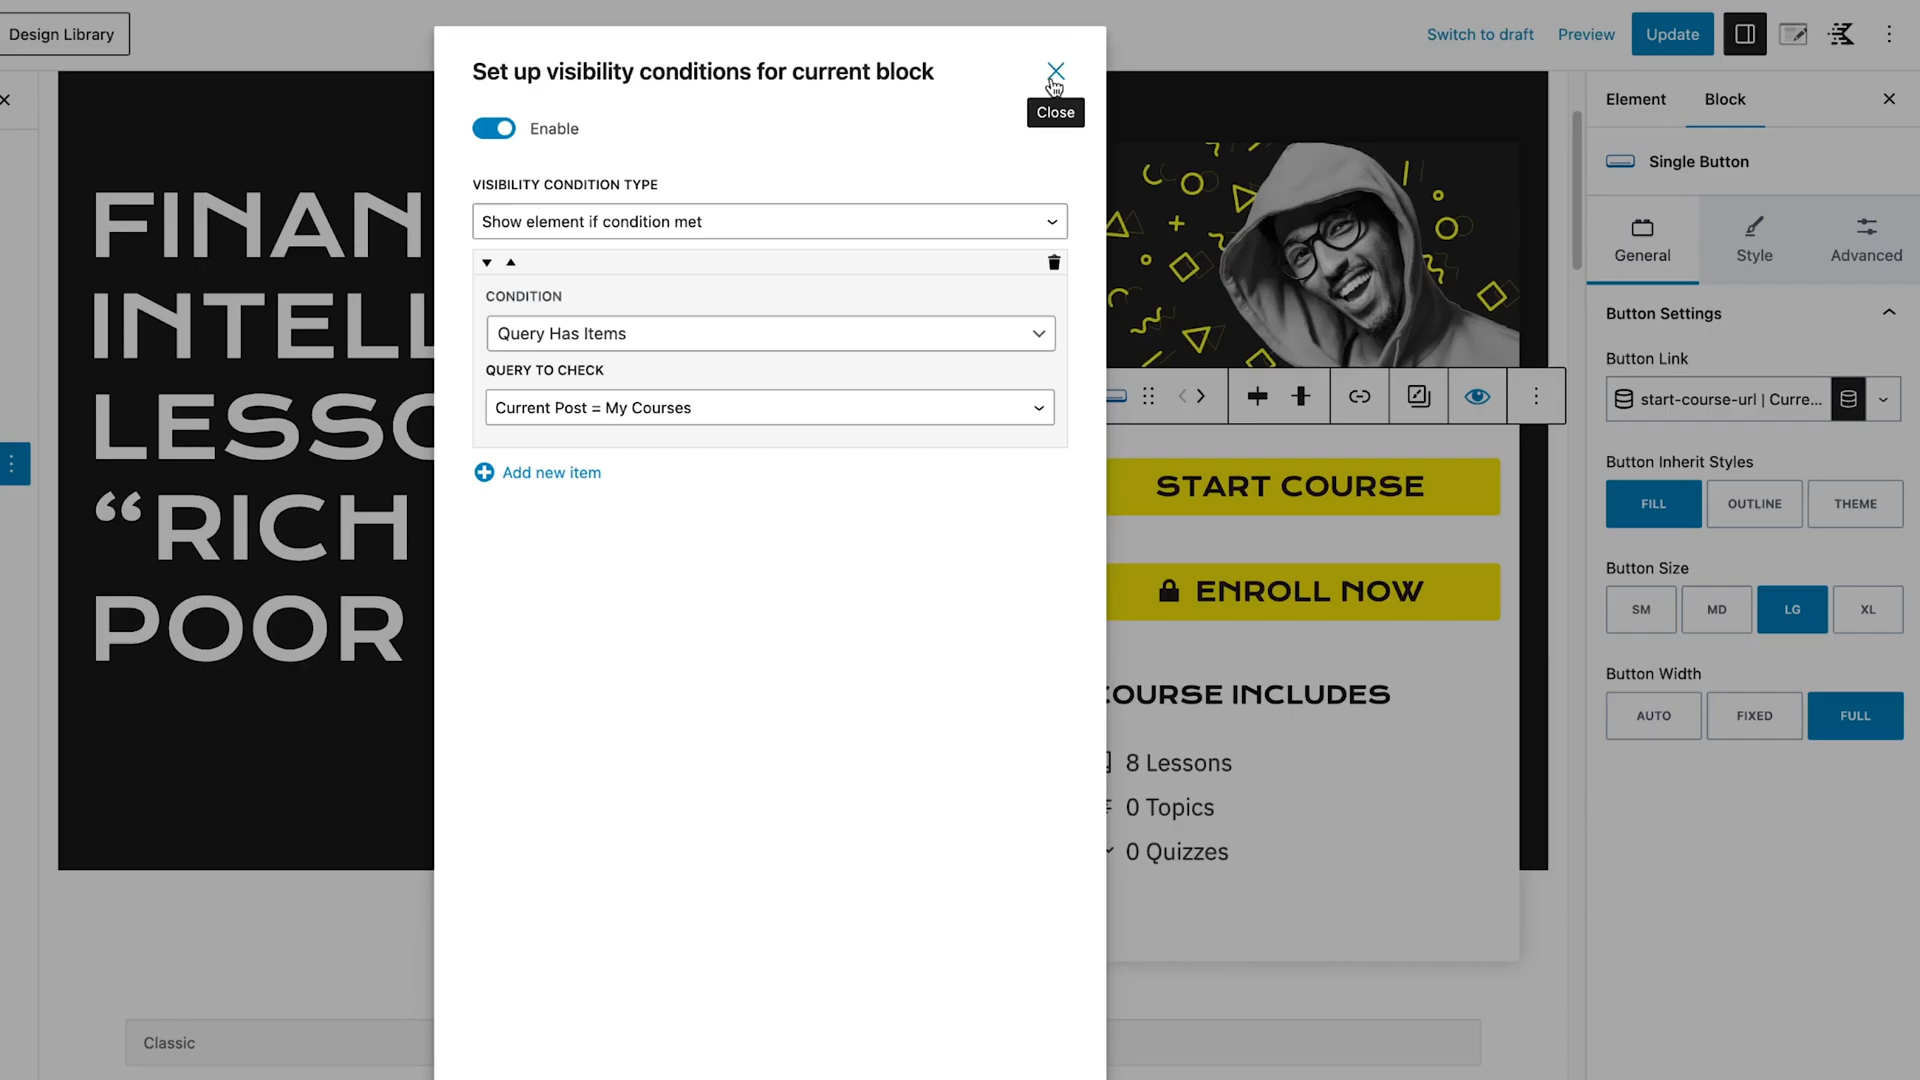 Design Library
Switch to draft
Preview
Update
Set up visibility conditions for current block
Close
Enable
VISIBILITY CONDITION TYPE
Show element if condition met
CONDITION
Query Has Items
QUERY TO CHECK
Current Post = My Courses
Add new item
FINAN
INTELL
LESSO
“RICH
POOR
START COURSE
ENROLL NOW
COURSE INCLUDES
8 Lessons
0 Topics
0 Quizzes
Classic
Element
Block
Single Button
General
Style
Advanced
Button Settings
Button Link
start-course-url | Curre...
Button Inherit Styles
FILL
OUTLINE
THEME
Button Size
SM
MD
LG
XL
Button Width
AUTO
FIXED
FULL